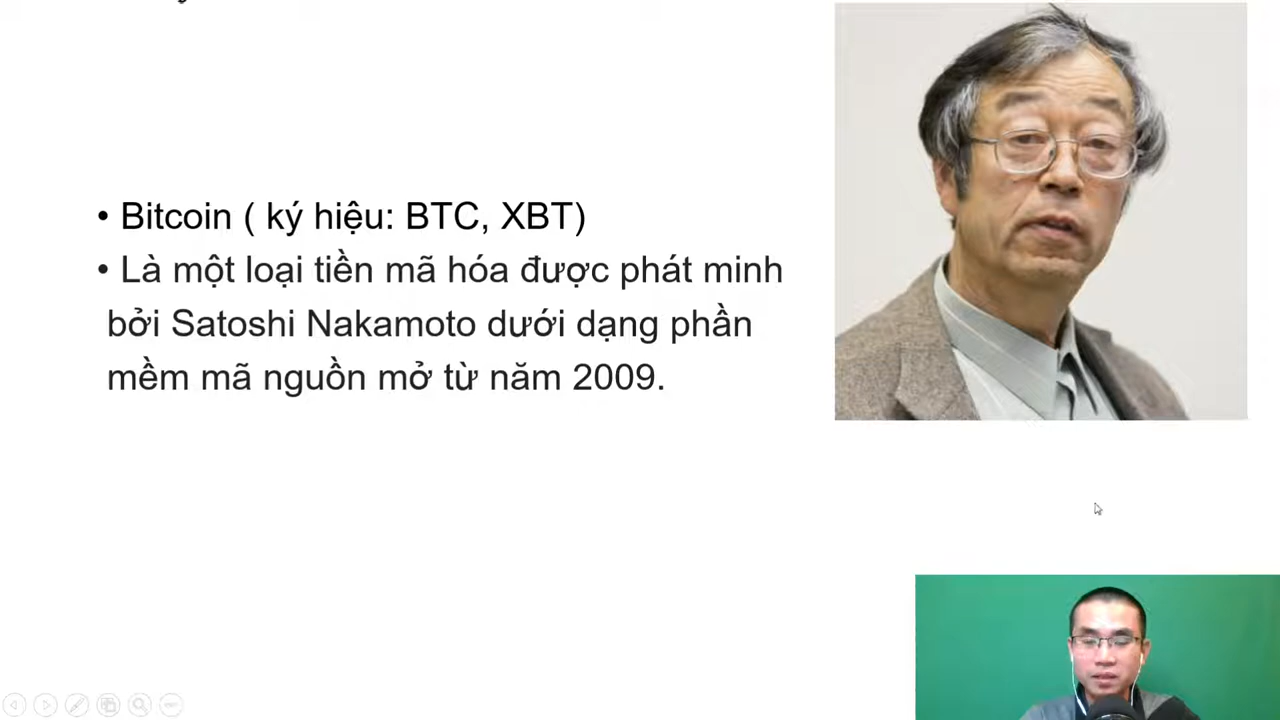 • Bitcoin ( ký hiệu: BTC, XBT)
• Là một loại tiền mã hóa được phát minh
bởi Satoshi Nakamoto dưới dạng phần
mềm mã nguồn mở từ năm 2009.